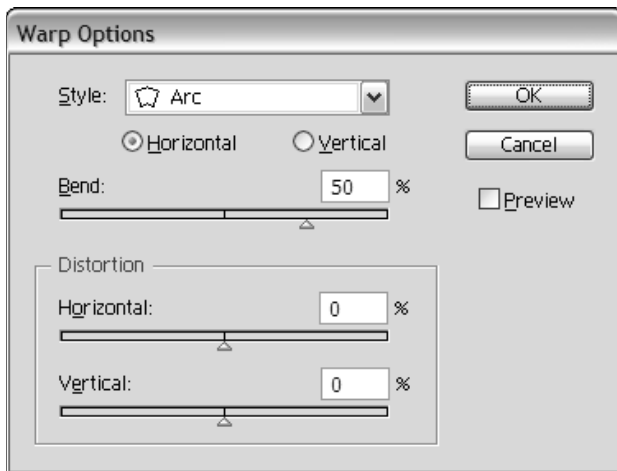 Warp Options
Style: Arc OK
Horizontal Vertical Cancel
Bend: 50 % Preview
Distortion
Horizontal: 0 %
Vertical: 0 %